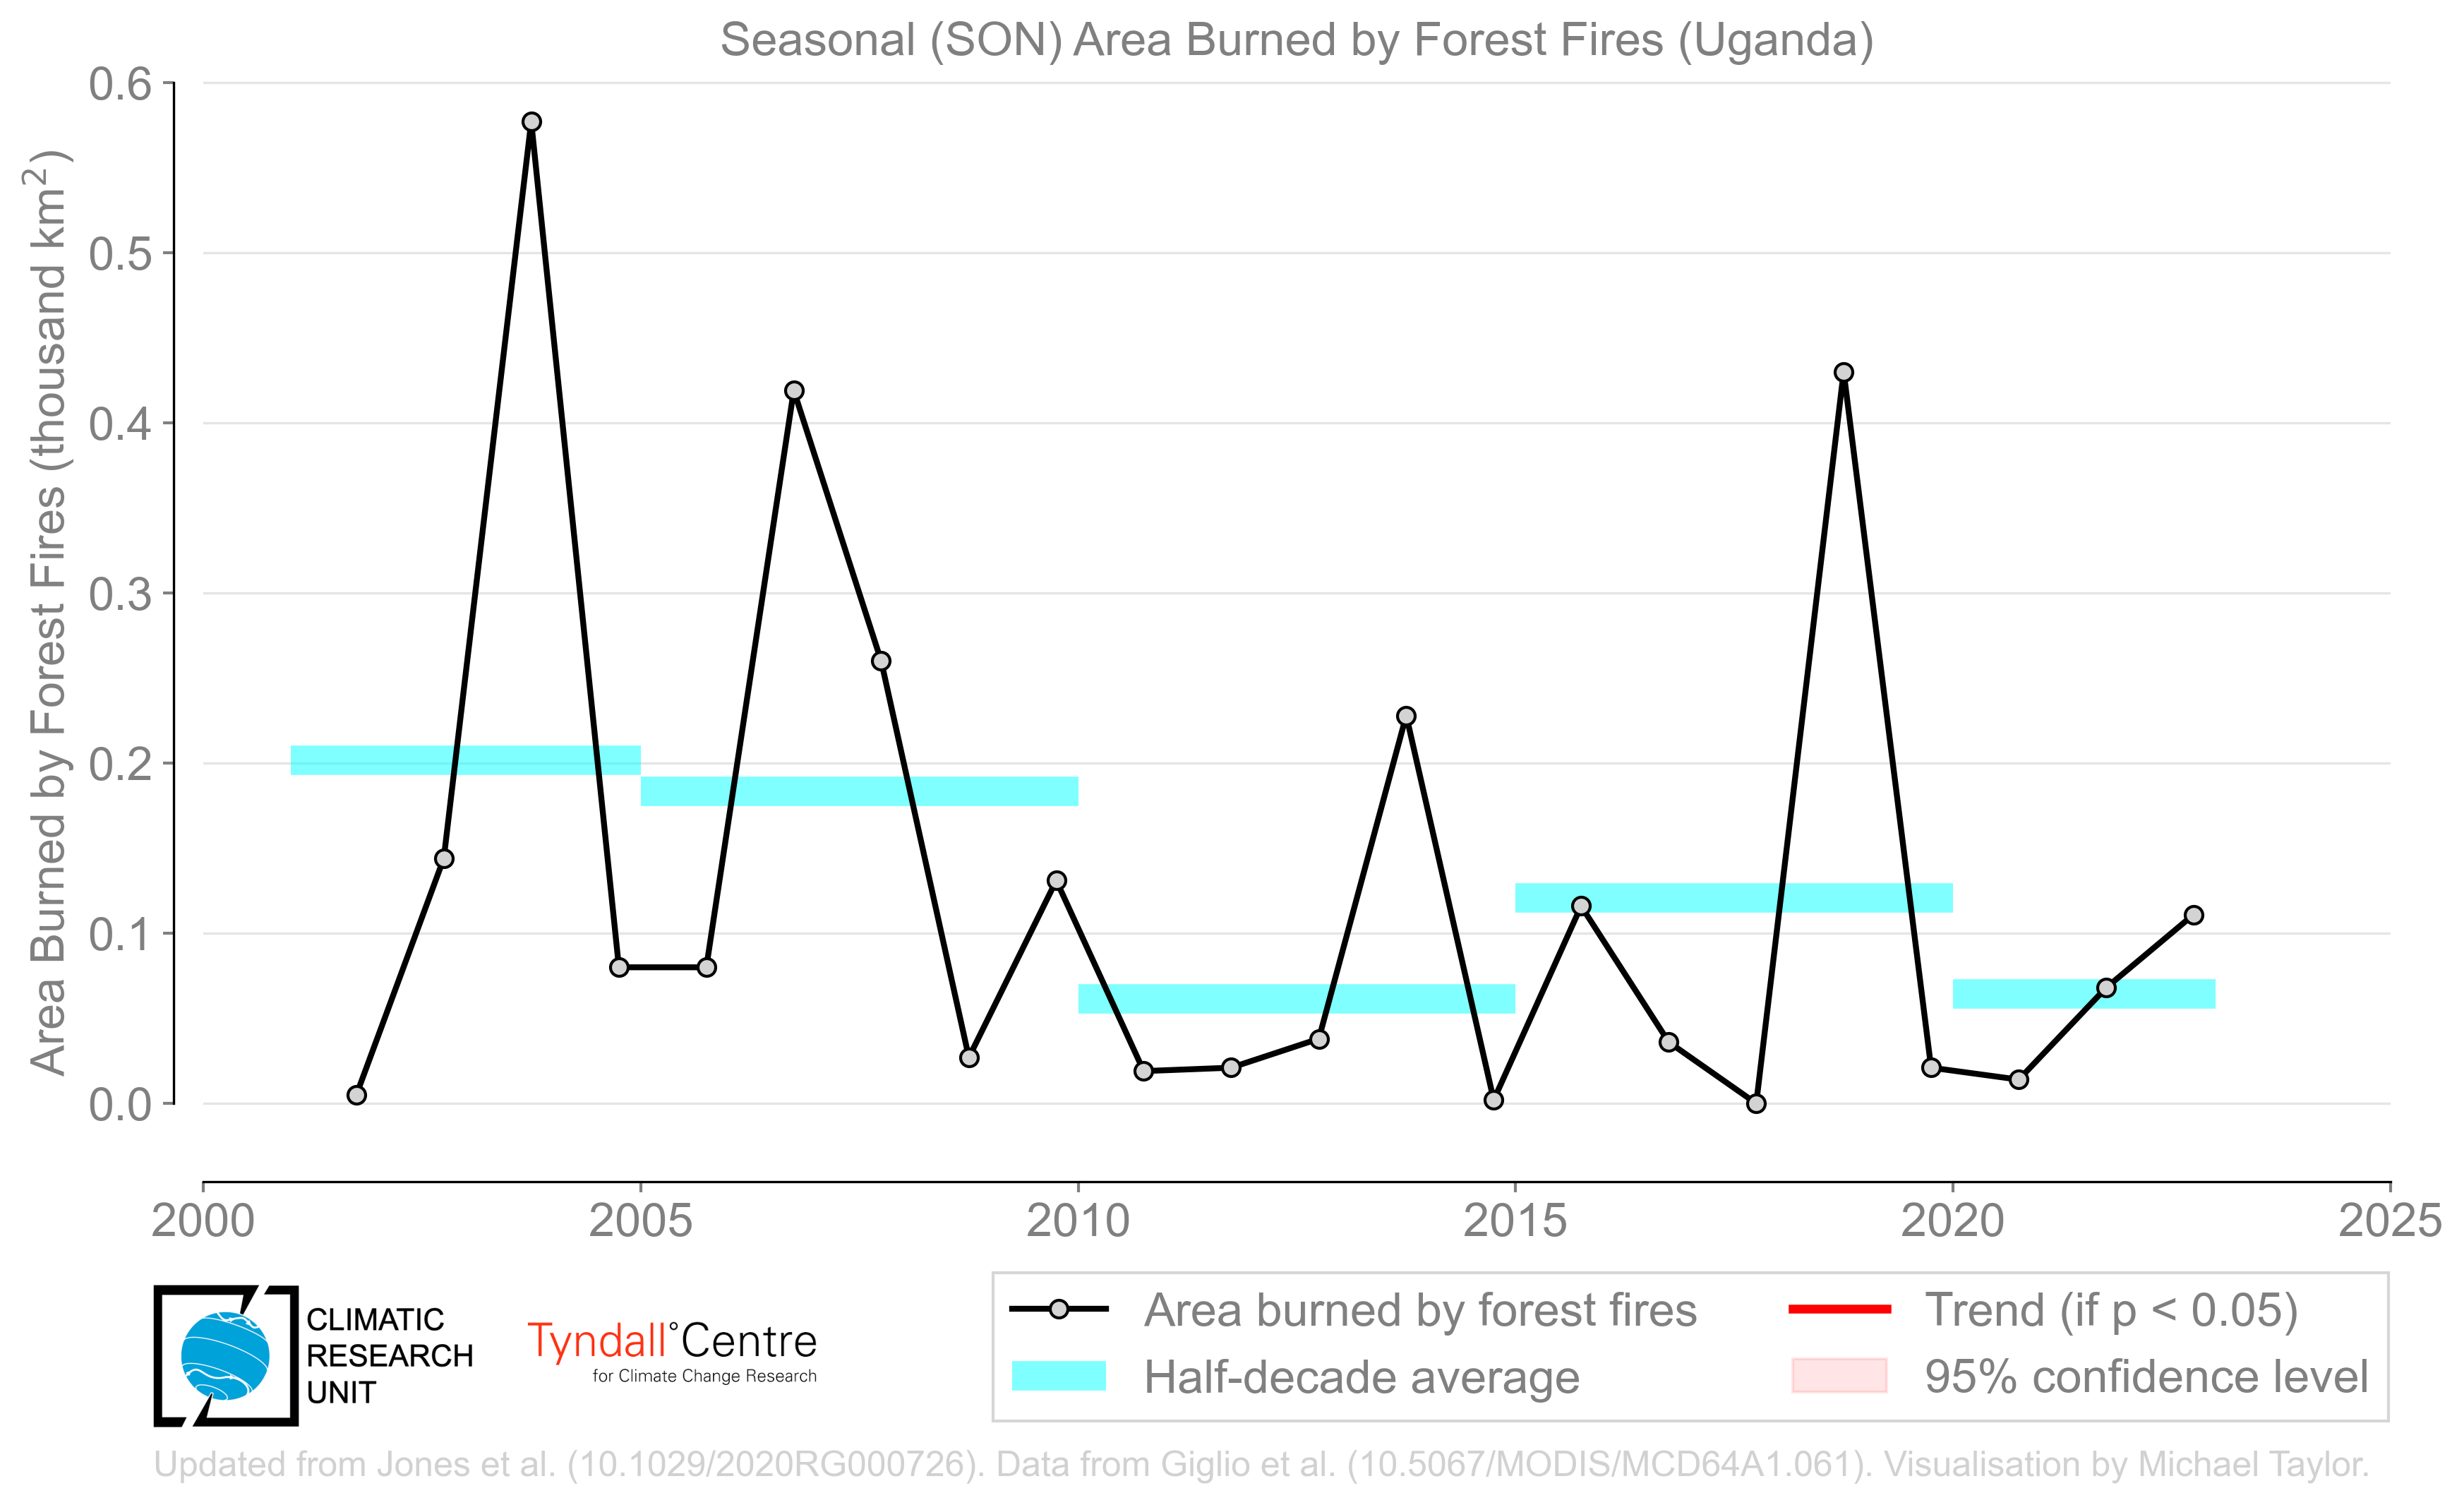 Seasonal (SON) Area Burned by Forest Fires (Uganda)
Area Burned by Forest Fires (thousand km²)
0.6
0.5
0.4
0.3
0.2
0.1
0.0
2000 2005 2010 2015 2020 2025
Area burned by forest fires
Half-decade average
Trend (if p < 0.05)
95% confidence level
CLIMATIC
RESEARCH
UNIT
Tyndall°Centre
for Climate Change Research
Updated from Jones et al. (10.1029/2020RG000726). Data from Giglio et al. (10.5067/MODIS/MCD64A1.061). Visualisation by Michael Taylor.